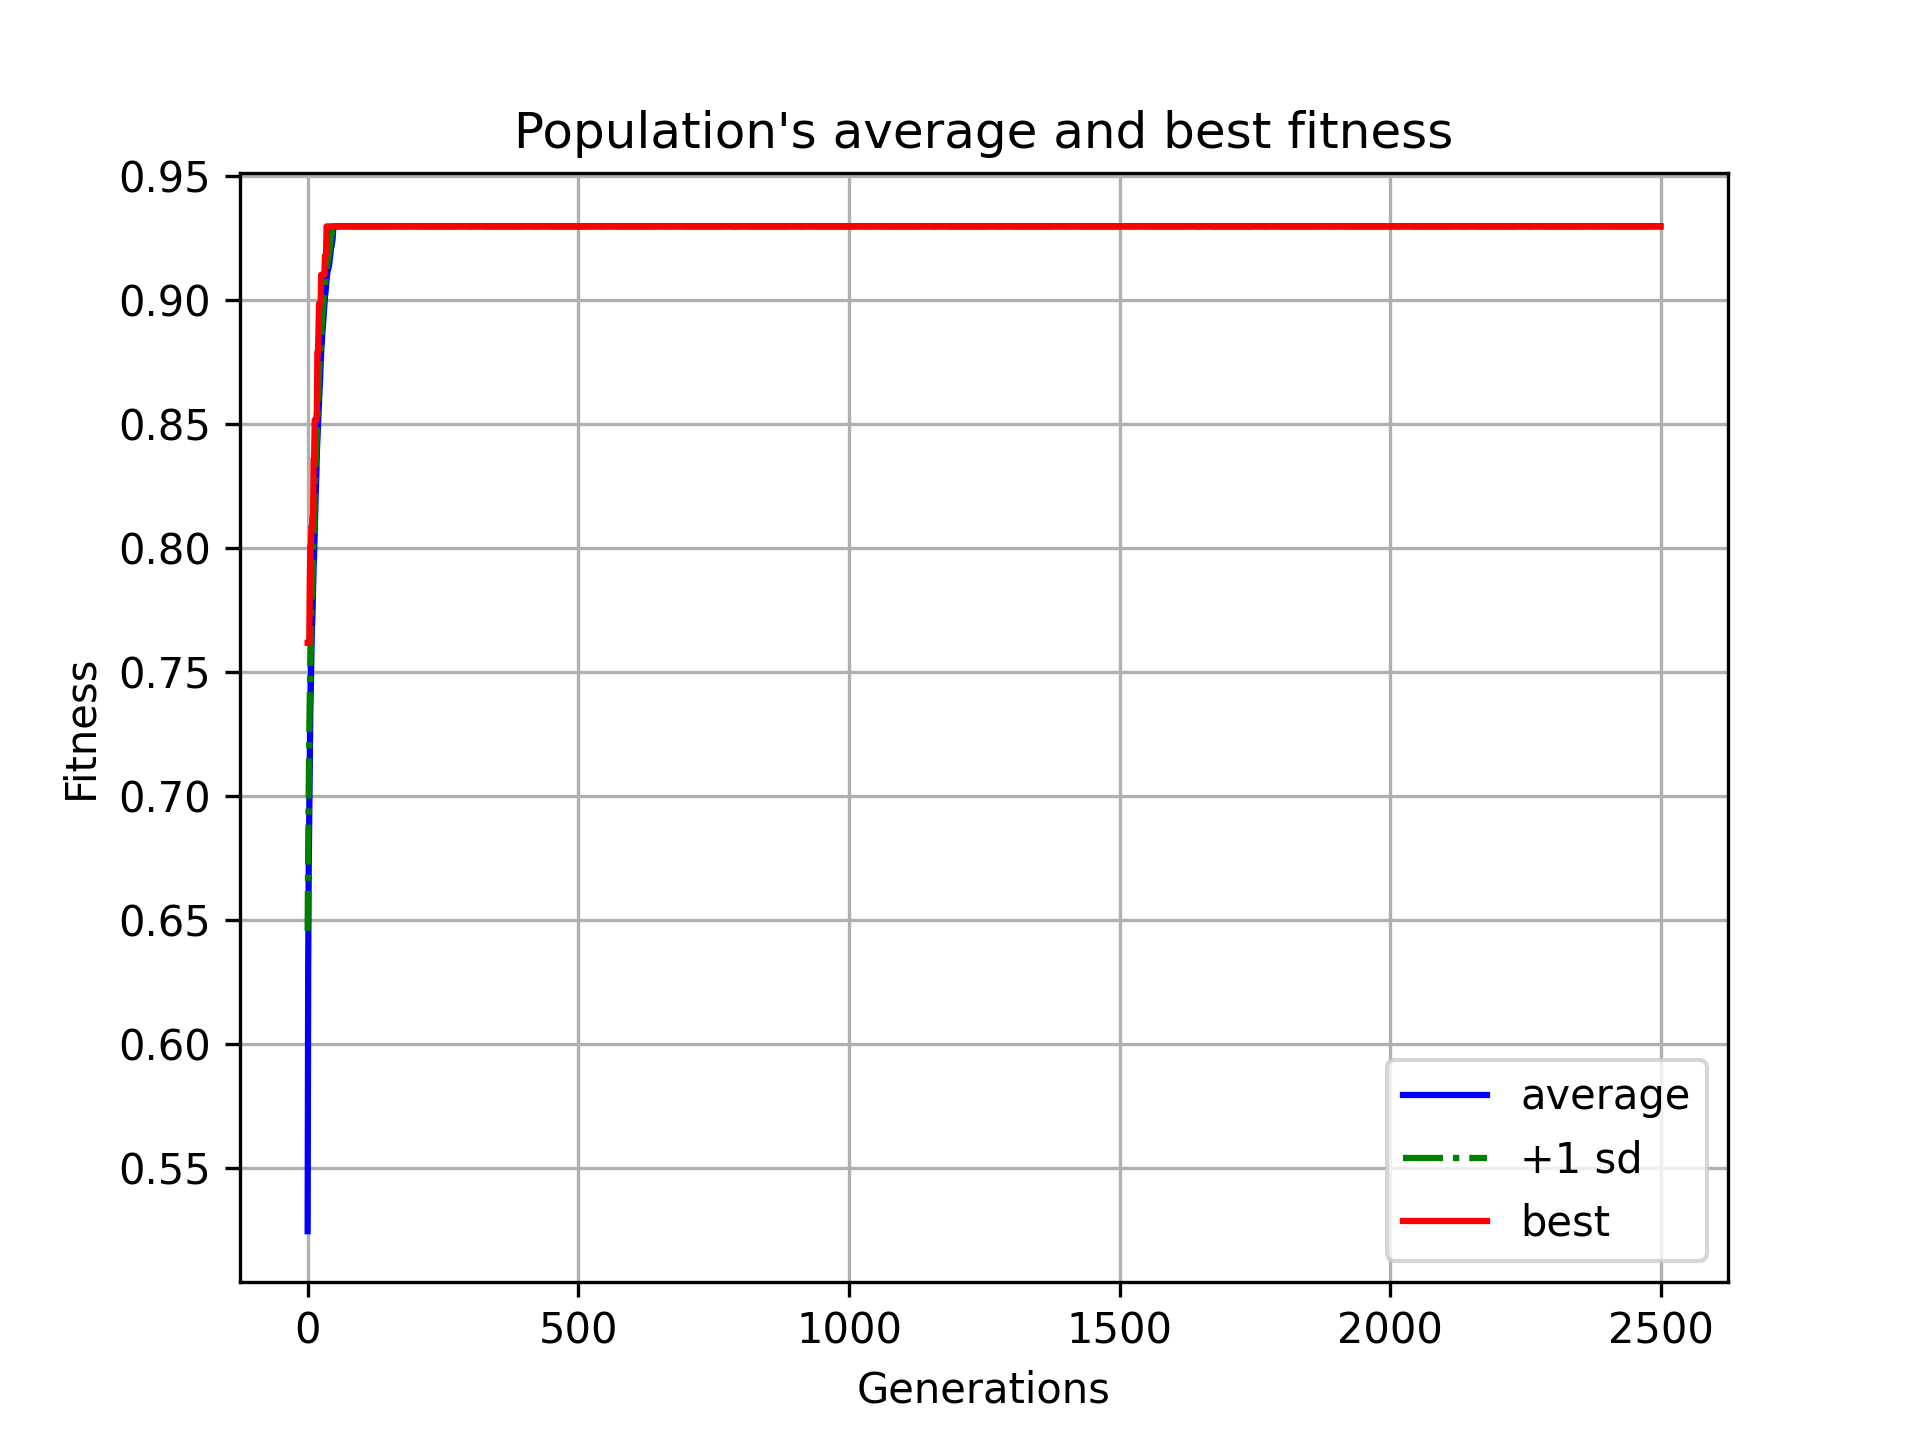 Population's average and best fitness
0.95
0.90
0.85
0.80
0.75
0.70
0.65
0.60
0.55
Fitness
average
+1 sd
best
0 500 1000 1500 2000 2500
Generations